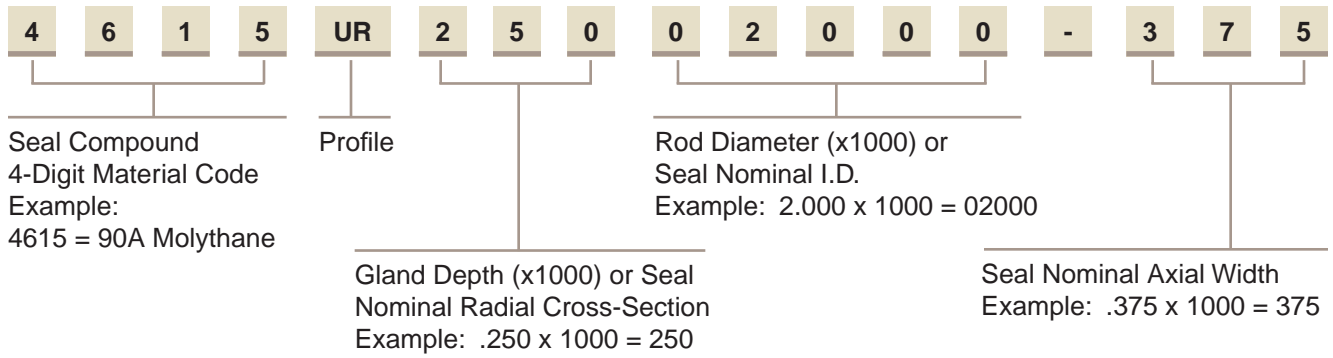 4 6 1 5 UR 2 5 0 0 2 0 0 0 - 3 7 5
Seal Compound
4-Digit Material Code
Example:
4615 = 90A Molythane
Profile
Rod Diameter (x1000) or
Seal Nominal I.D.
Example: 2.000 x 1000 = 02000
Gland Depth (x1000) or Seal
Nominal Radial Cross-Section
Example: .250 x 1000 = 250
Seal Nominal Axial Width
Example: .375 x 1000 = 375